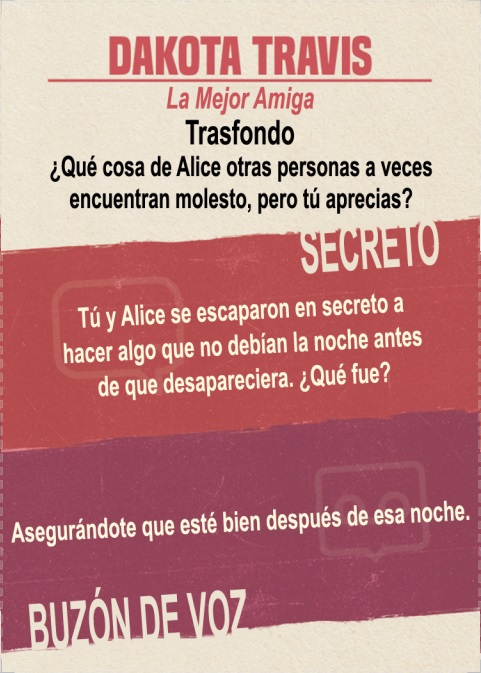 DAKOTA TRAVIS
La Mejor Amiga
Trasfondo
¿Qué cosa de Alice otras personas a veces
encuentran molesto, pero tú aprecias?
SECRETO
Tú y Alice se escaparon en secreto a
hacer algo que no debían la noche antes
de que desapareciera. ¿Qué fue?
Asegurándote que esté bien después de esa noche.
BUZÓN DE VOZ